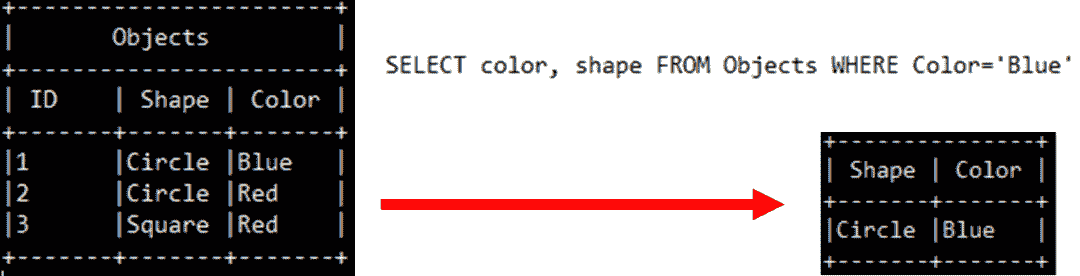 Objects
SELECT color, shape FROM Objects WHERE Color='Blue'
| ID | Shape | Color |
|1 |Circle |Blue |
|2 |Circle |Red |
|3 |Square |Red |
| Shape | Color |
|Circle |Blue |